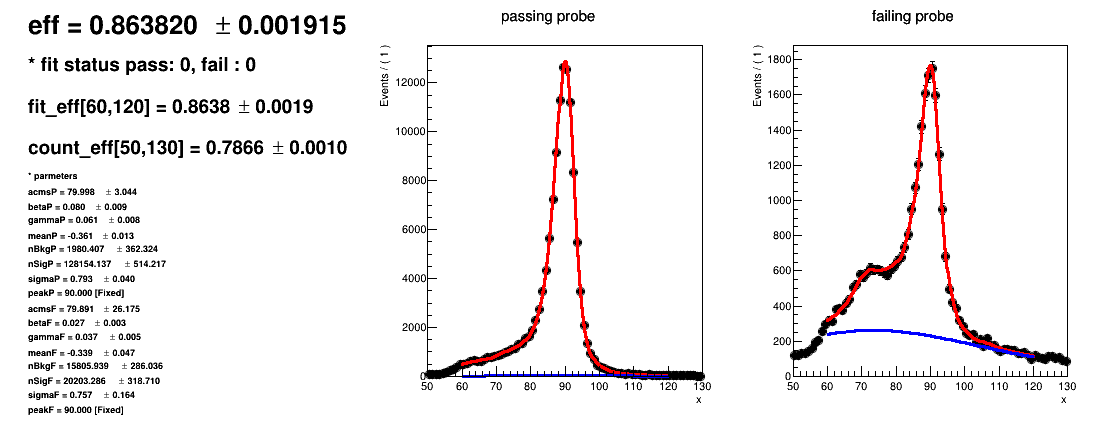 eff = 0.863820 ± 0.001915
* fit status pass: 0, fail : 0
fit_eff[60,120] = 0.8638 ± 0.0019
count_eff[50,130] = 0.7866 ± 0.0010
* parmeters
acmsP = 79.998 ± 3.044
betaP = 0.080 ± 0.009
gammaP = 0.061 ± 0.008
meanP = -0.361 ± 0.013
nBkgP = 1980.407 ± 362.324
nSigP = 128154.137 ± 514.217
sigmaP = 0.793 ± 0.040
peakP = 90.000 [Fixed]
acmsF = 79.891 ± 26.175
betaF = 0.027 ± 0.003
gammaF = 0.037 ± 0.005
meanF = -0.339 ± 0.047
nBkgF = 15805.939 ± 286.036
nSigF = 20203.286 ± 318.710
sigmaF = 0.757 ± 0.164
peakF = 90.000 [Fixed]
passing probe
Events / ( 1 )
12000
10000
8000
6000
4000
2000
0
50 60 70 80 90 100 110 120 130
x
failing probe
Events / ( 1 )
1800
1600
1400
1200
1000
800
600
400
200
0
50 60 70 80 90 100 110 120 130
x